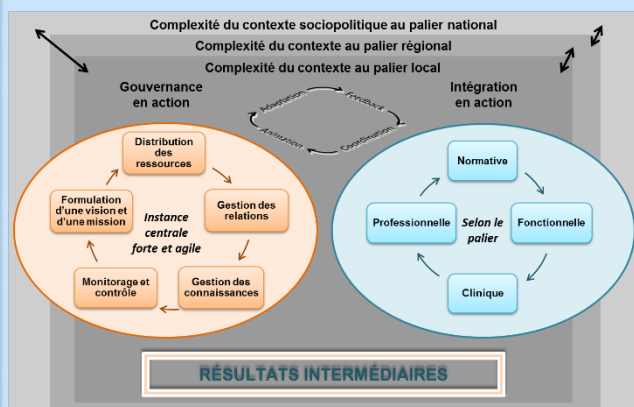 Complexité du contexte sociopolitique au palier national
Complexité du contexte au palier régional
Complexité du contexte au palier local
Gouvernance
en action
Intégration
en action
Adaptation
Feedback
Animation
Coordination
Distribution
des
ressources
Formulation
d'une vision et
d'une mission
Gestion des
relations
Instance
centrale
forte et agile
Monitorage et
contrôle
Gestion des
connaissances
Normative
Professionnelle
Selon le
palier
Fonctionnelle
Clinique
RÉSULTATS INTERMÉDIAIRES